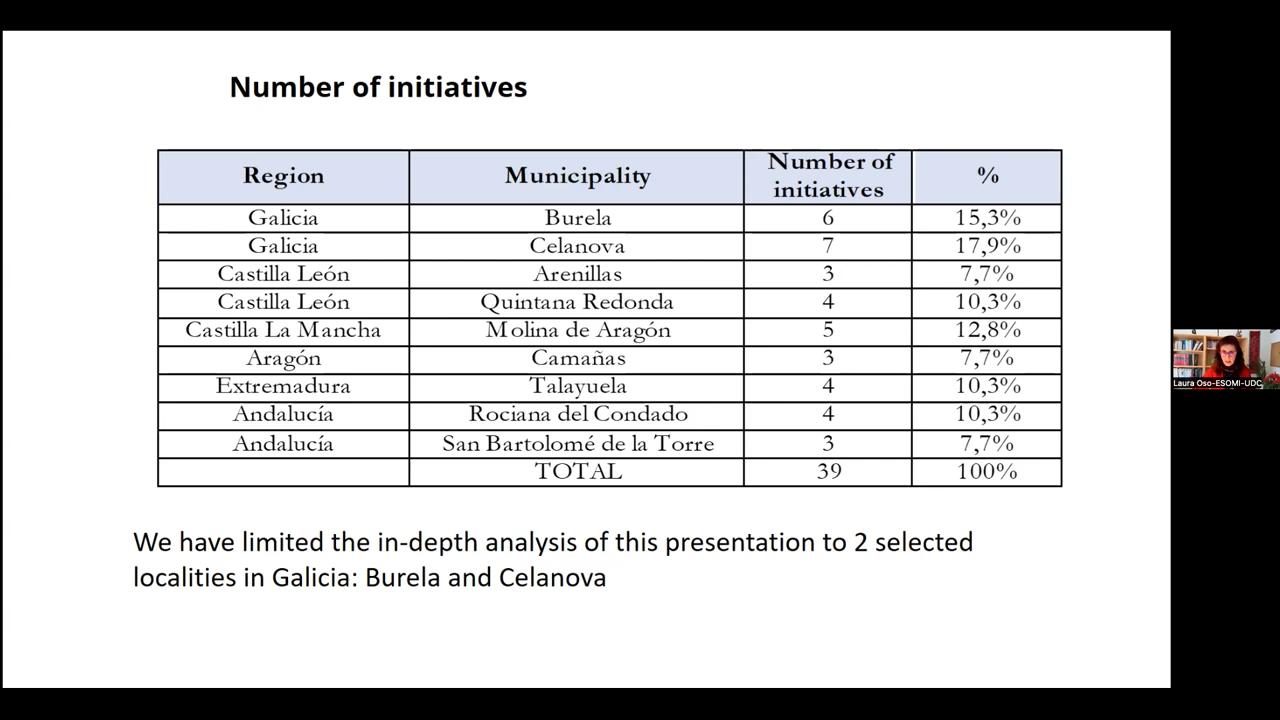 Number of initiatives
Region Municipality Number of initiatives %
Galicia Burela 6 15,3%
Galicia Celanova 7 17,9%
Castilla León Arenillas 3 7,7%
Castilla León Quintana Redonda 4 10,3%
Castilla La Mancha Molina de Aragón 5 12,8%
Aragón Camañas 3 7,7%
Extremadura Talayuela 4 10,3%
Andalucía Rociana del Condado 4 10,3%
Andalucía San Bartolomé de la Torre 3 7,7%
TOTAL 39 100%
We have limited the in-depth analysis of this presentation to 2 selected
localities in Galicia: Burela and Celanova
Laura Oso-ESOMI-UDC